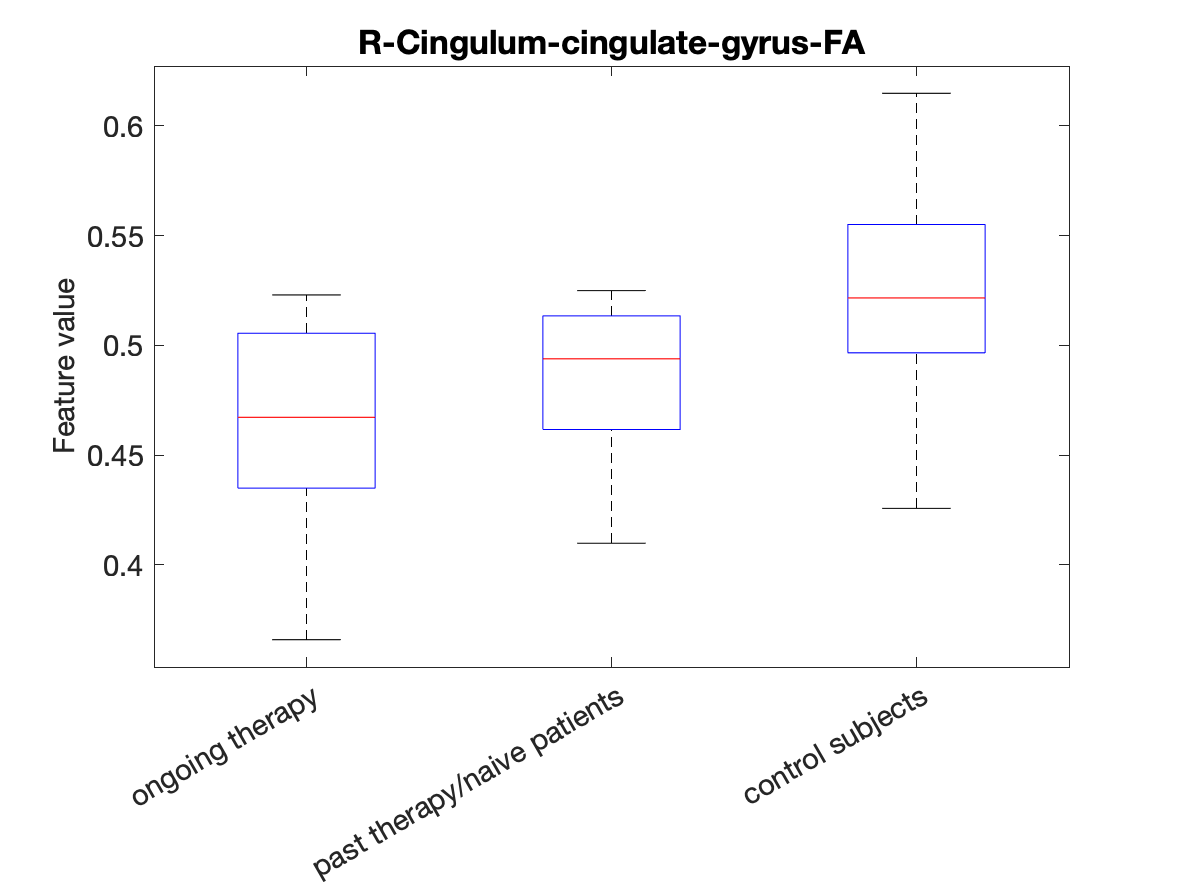 R-Cingulum-cingulate-gyrus-FA
Feature value
0.6
0.55
0.5
0.45
0.4
ongoing therapy
past therapy/naive patients
control subjects